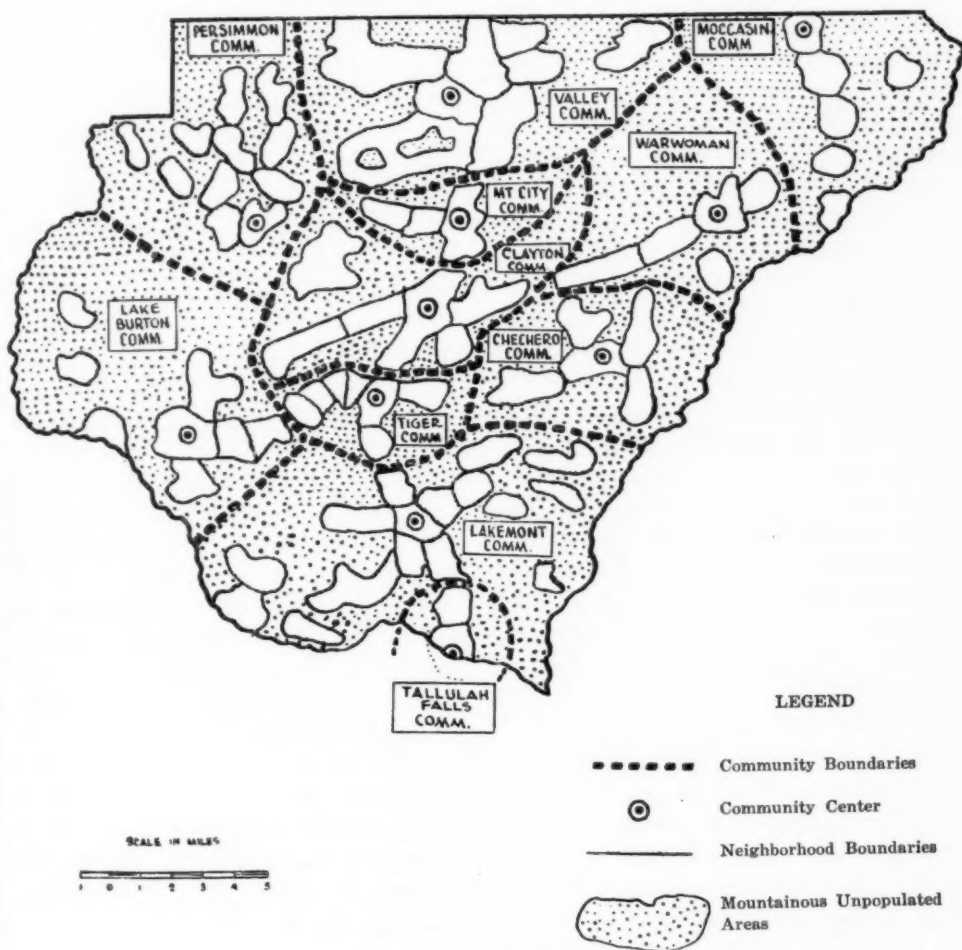 PERSIMMON
COMM.
MOCCASIN
COMM
VALLEY
COMM.
WARWOMAN
COMM.
MT CITY
COMM.
CLAYTON
COMM
LAKE
BURTON
COMM.
CHECHERO
COMM.
TIGER
COMM
LAKEMONT
COMM.
TALLULAH
FALLS
COMM.
LEGEND
Community Boundaries
Community Center
Neighborhood Boundaries
Mountainous Unpopulated
Areas
SCALE IN MILES
1 0 1 2 3 4 5